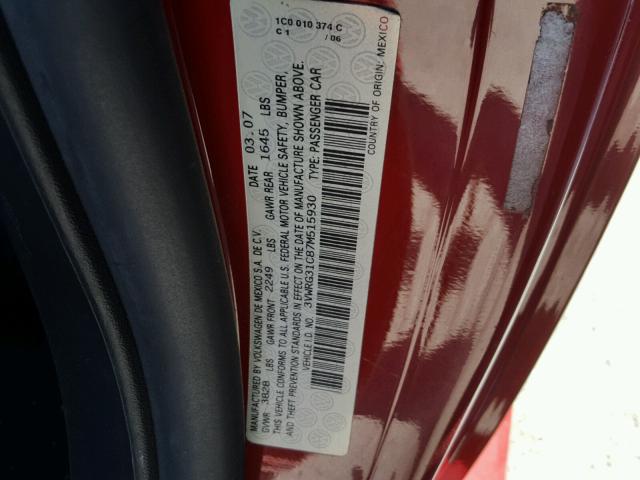 1C0 010 374 C
C 1 / 06
MANUFACTURED BY VOLKSWAGEN DE MEXICO S.A. DE C.V. DATE 03.07
GVWR 3828 LBS GAWR FRONT 2249 LBS GAWR REAR 1645 LBS
THIS VEHICLE CONFORMS TO ALL APPLICABLE U.S. FEDERAL MOTOR VEHICLE SAFETY, BUMPER,
AND THEFT PREVENTION STANDARDS IN EFFECT ON THE DATE OF MANUFACTURE SHOWN ABOVE.
VEHICLE I.D. NO. 3VWRG31C87M515930 TYPE: PASSENGER CAR
COUNTRY OF ORIGIN: MEXICO